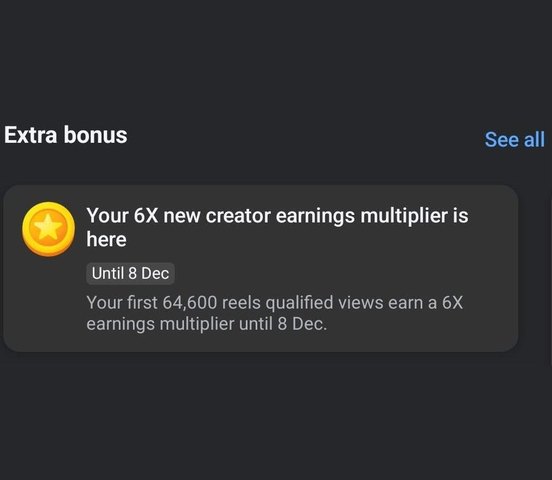 Extra bonus
See all
Your 6X new creator earnings multiplier is
here
Until 8 Dec
Your first 64,600 reels qualified views earn a 6X
earnings multiplier until 8 Dec.